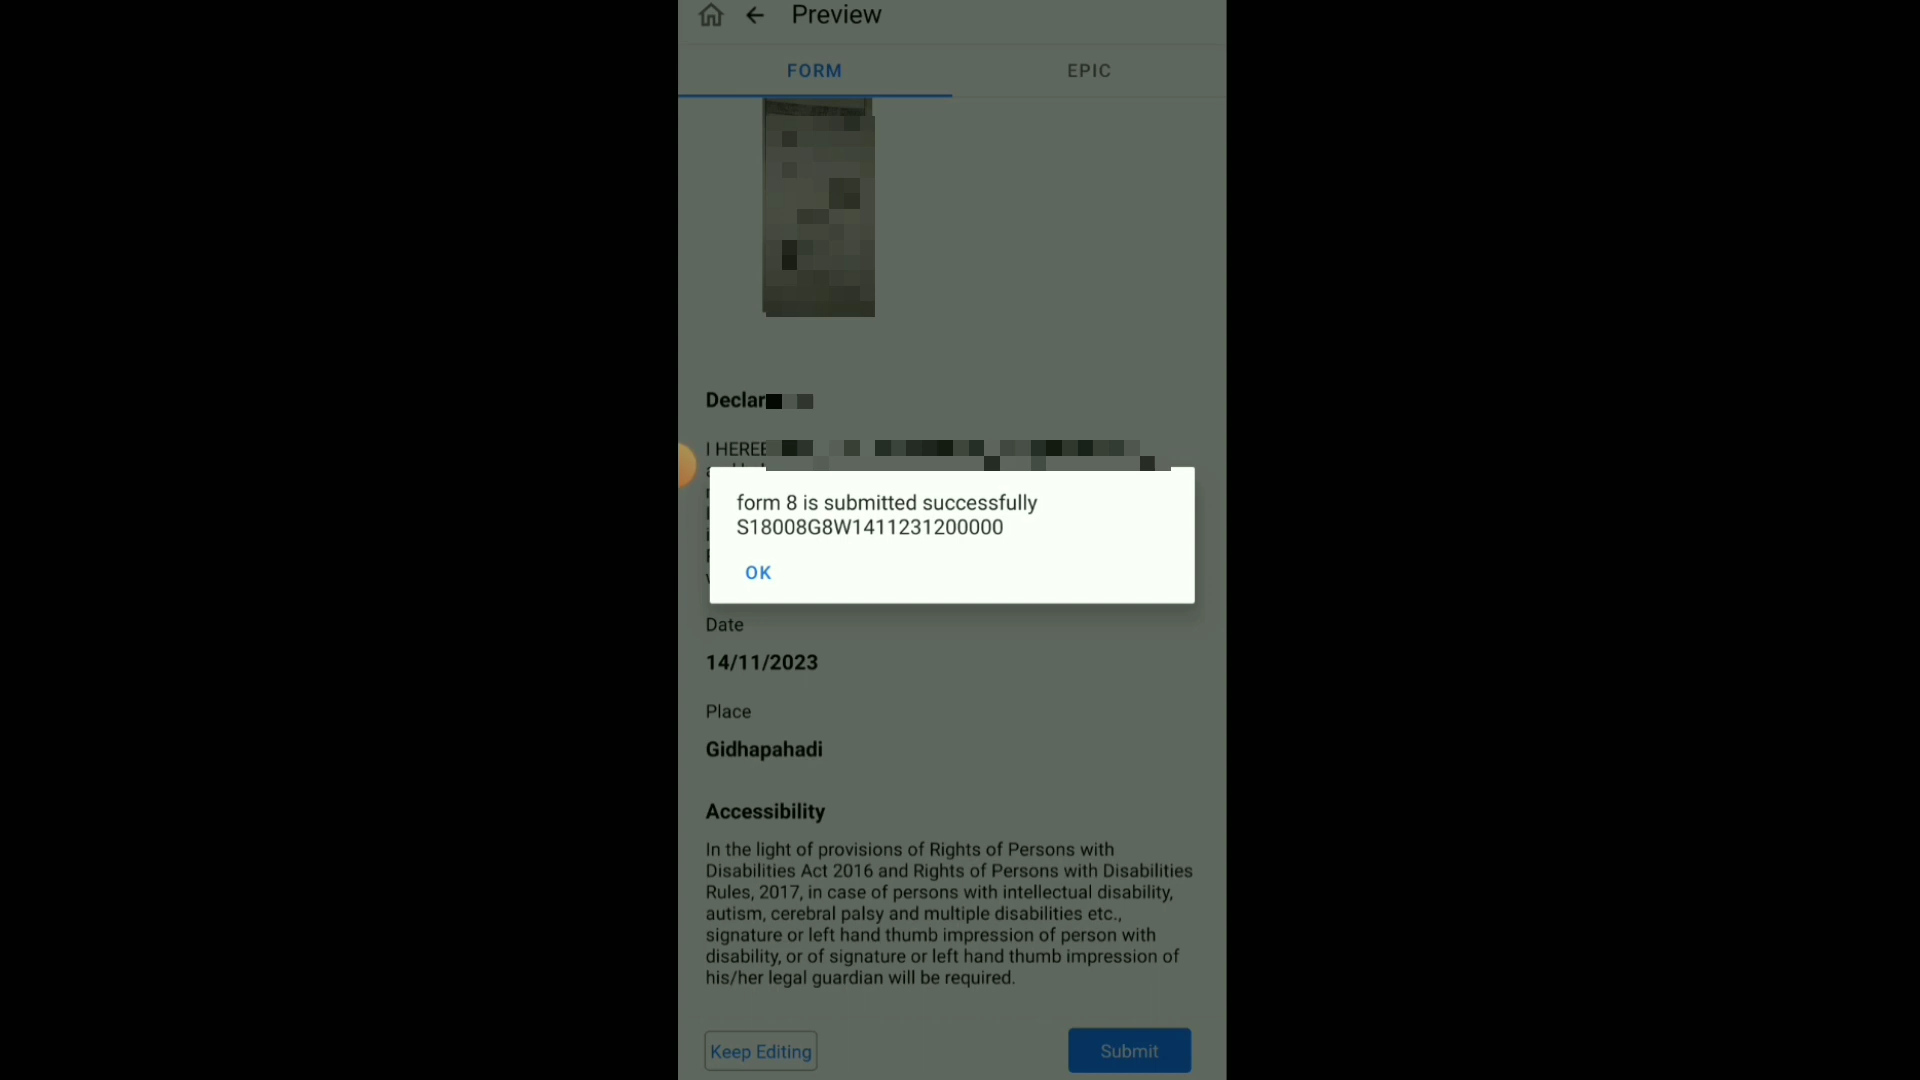 Preview
FORM
EPIC
Declar
I HEREB
form 8 is submitted successfully
S18008G8W1411231200000
OK
Date
14/11/2023
Place
Gidhapahadi
Accessibility
In the light of provisions of Rights of Persons with
Disabilities Act 2016 and Rights of Persons with Disabilities
Rules, 2017, in case of persons with intellectual disability,
autism, cerebral palsy and multiple disabilities etc.,
signature or left hand thumb impression of person with
disability, or of signature or left hand thumb impression of
his/her legal guardian will be required.
Keep Editing
Submit